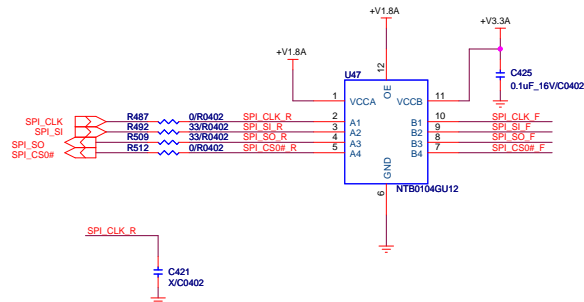 +V1.8A
+V3.3A
+V1.8A
U47
12
OE
C425
0.1uF_16V/C0402
1 VCCA VCCB 11
SPI_CLK R487 0/R0402 SPI_CLK_R 2 A1 B1 10 SPI_CLK_F
SPI_SI R492 33/R0402 SPI_SI_R 3 A2 B2 9 SPI_SI_F
SPI_SO R509 33/R0402 SPI_SO_R 4 A3 B3 8 SPI_SO_F
SPI_CS0# R512 0/R0402 SPI_CS0#_R 5 A4 B4 7 SPI_CS0#_F
GND
NTB0104GU12
6
SPI_CLK_R
C421
X/C0402